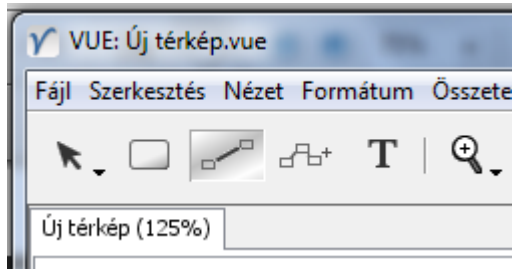 VUE: Új térkép.vue
Fájl Szerkesztés Nézet Formátum Összete
T
Új térkép (125%)